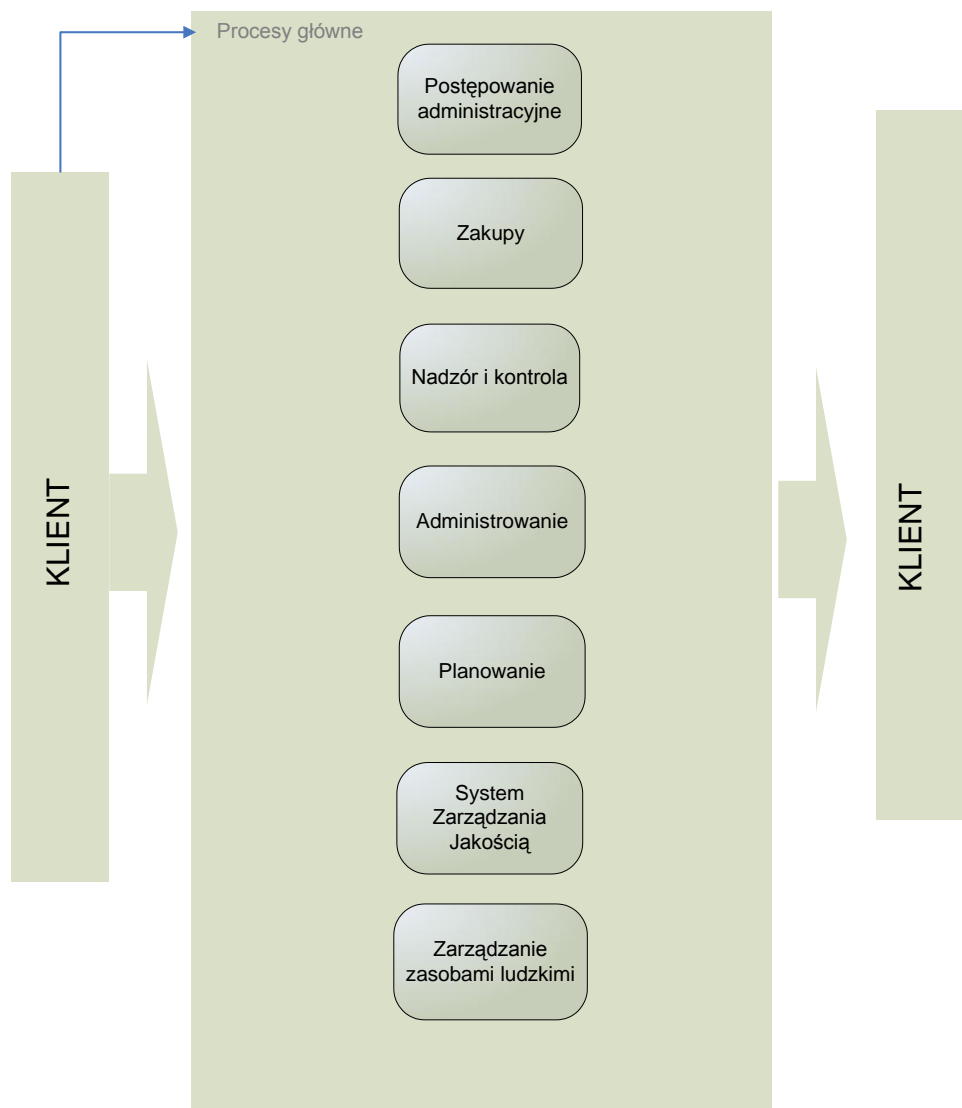 Procesy główne
Postępowanie
administracyjne
Zakupy
Nadzór i kontrola
KLIENT
Administrowanie
KLIENT
Planowanie
System
Zarządzania
Jakością
Zarządzanie
zasobami ludzkimi